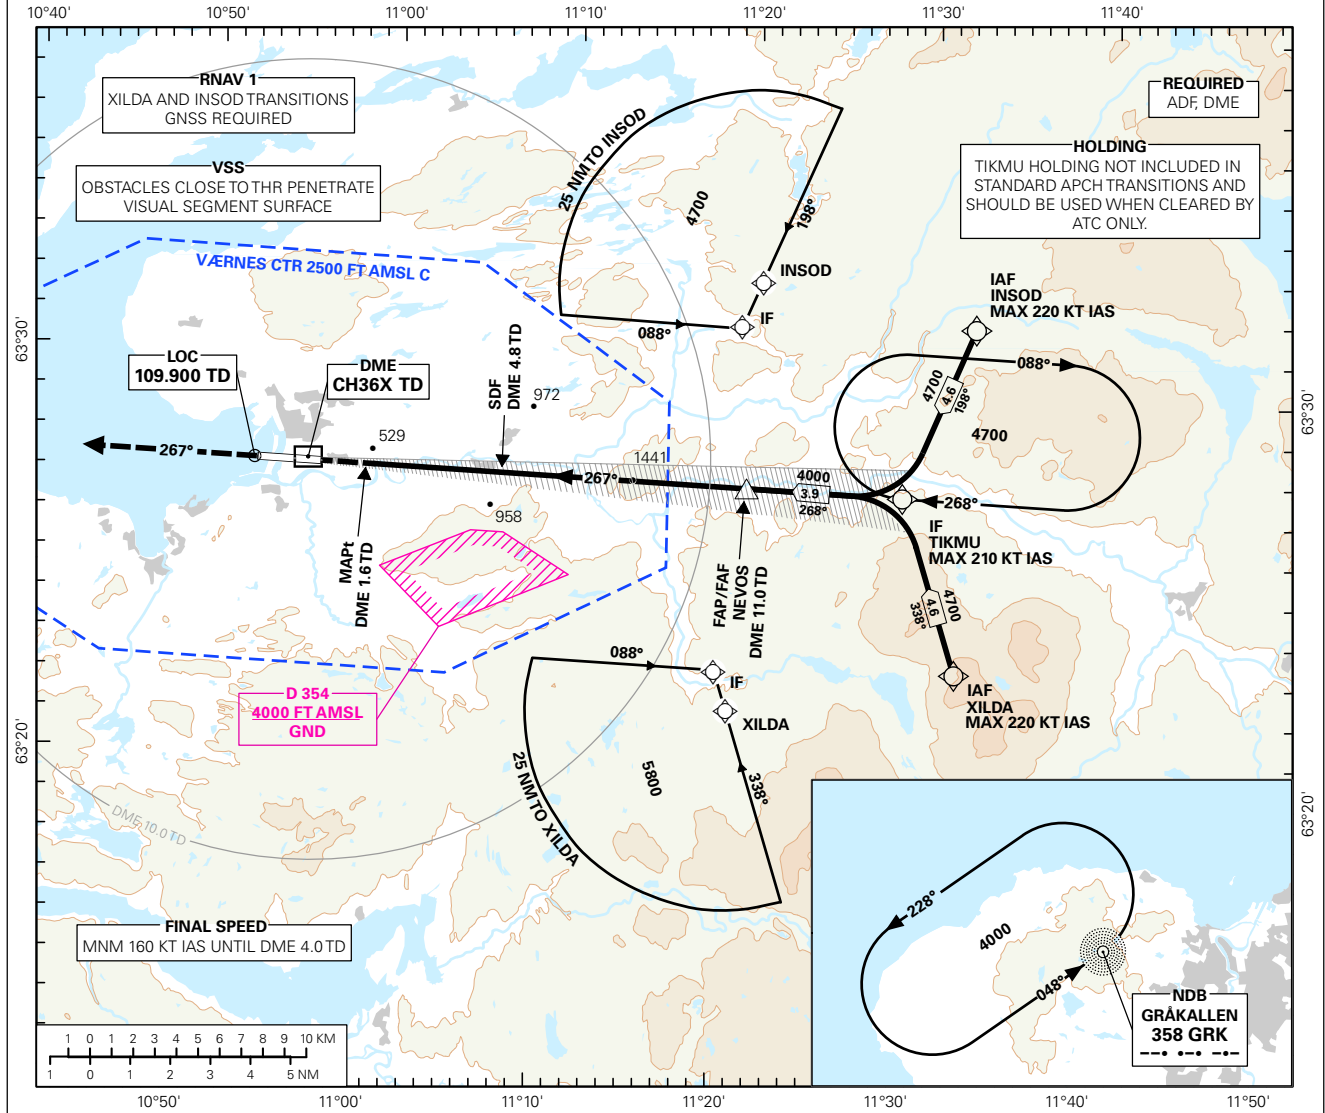 10°40'
10°50'
11°00'
11°10'
11°20'
11°30'
11°40'
RNAV 1
XILDA AND INSOD TRANSITIONS
GNSS REQUIRED
REQUIRED
ADF, DME
VSS
OBSTACLES CLOSE TO THR PENETRATE
VISUAL SEGMENT SURFACE
HOLDING
TIKMU HOLDING NOT INCLUDED IN
STANDARD APCH TRANSITIONS AND
SHOULD BE USED WHEN CLEARED BY
ATC ONLY.
25 NM TO INSOD
4700
198°
INSOD
IF
088°
VÆRNES CTR 2500 FT AMSL C
IAF
INSOD
MAX 220 KT IAS
63°30'
63°30'
LOC
109.900 TD
DME
CH36X TD
SDF
DME 4.8 TD
972
529
088°
4700
4.6
198°
4700
267°
1441
267°
4000
3.9
268°
268°
IF
TIKMU
MAX 210 KT IAS
958
MAPt
DME 1.6 TD
FAP/FAF
NEVOS
DME 11.0 TD
4700
4.6
338°
088°
IF
XILDA
IAF
XILDA
MAX 220 KT IAS
D 354
4000 FT AMSL
GND
63°20'
63°20'
25 NM TO XILDA
5800
338°
DME 10.0 TD
FINAL SPEED
MNM 160 KT IAS UNTIL DME 4.0 TD
228°
4000
048°
NDB
GRÅKALLEN
358 GRK
1 0 1 2 3 4 5 6 7 8 9 10 KM
1 0 1 2 3 4 5 NM
10°50'
11°00'
11°10'
11°20'
11°30'
11°40'
11°50'